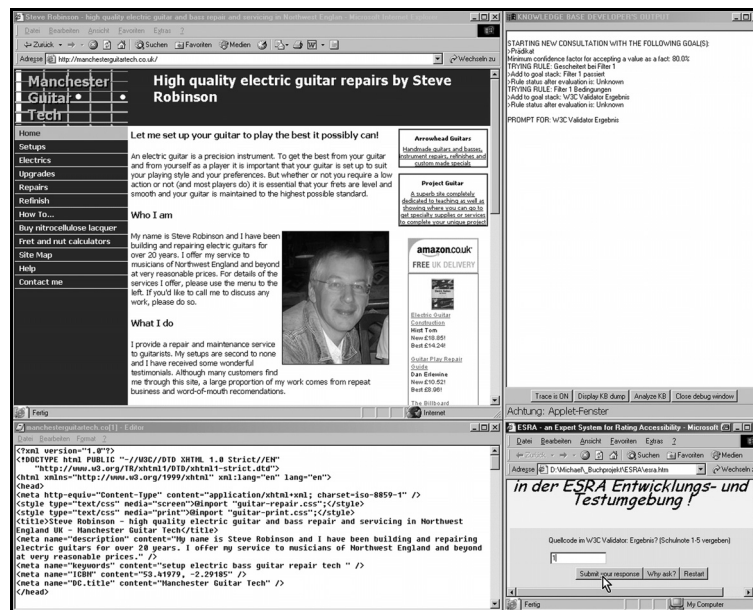 Steve Robinson - high quality electric guitar and bass repair and servicing in Northwest England - Microsoft Internet Explorer
Datei Bearbeiten Ansicht Favoriten Extras ?
Zurück Suchen Favoriten Medien
Adresse http://manchesterguitartech.co.uk/ Wechseln zu
Manchester
Guitar
Tech
High quality electric guitar repairs by Steve
Robinson
Home
Setups
Electrics
Upgrades
Repairs
Refinish
How To...
Buy nitrocellulose lacquer
Fret and nut calculators
Site Map
Help
Contact me
Let me set up your guitar to play the best it possibly can!
An electric guitar is a precision instrument. To get the best from your guitar
and from yourself as a player it is important that your guitar is set up to suit
your playing style and your preferences. But whether or not you require a low
action or not (and most players do) it is essential that your frets are level and
smooth and your guitar is maintained to the highest possible standard.
Who I am
My name is Steve Robinson and I have been
building and repairing electric guitars for
over 20 years. I offer my service to
musicians of Northwest England and beyond
at very reasonable prices. For details of the
services I offer, please use the menu to the
left. If you'd like to call me to discuss any
work, please do so.
What I do
I provide a repair and maintenance service
to guitarists. My setups are second to none
and I have received some wonderful
testimonials. Although many customers find
me through this site, a large proportion of my work comes from repeat
business and word-of-mouth recomendations.
Arrowhead Guitars
Handmade guitars and basses,
instrument repairs, refinishes and
custom made specials
Project Guitar
A superb site completely
dedicated to teaching as well as
showing where you can go to
get specialty supplies or services
to complete your unique project
amazon.co.uk
FREE UK DELIVERY
Electric Guitar
Construction
Hirst Tom
New £10.85!
Best £14.24!
Guitar Play Repair
Guide
Dan Erlewine
New £10.52!
Best £8.96!
The Billboard
Fertig Internet
KNOWLEDGE BASE DEVELOPER'S OUTPUT
STARTING NEW CONSULTATION WITH THE FOLLOWING GOAL(S):
>Prädikat
Minimum confidence factor for accepting a value as a fact: 80.0%
TRYING RULE: Gescheitert bei Filter 1
>Add to goal stack: Filter 1 passiert
>Rule status after evaluation is: Unknown
TRYING RULE: Filter 1 Bedingungen
>Add to goal stack: W3C Validator Ergebnis
>Rule status after evaluation is: Unknown
PROMPT FOR: W3C Validator Ergebnis
Trace is ON Display KB dump Analyze KB Close debug window
Achtung: Applet-Fenster
manchesterguitartech.co[1] - Editor
Datei Bearbeiten Format ?
<?xml version="1.0"?>
<!DOCTYPE html PUBLIC "-//W3C//DTD XHTML 1.0 Strict//EN"
"http://www.w3.org/TR/xhtml1/DTD/xhtml1-strict.dtd">
<html xmlns="http://www.w3.org/1999/xhtml" xml:lang="en" lang="en">
<head>
<meta http-equiv="Content-Type" content="application/xhtml+xml; charset=iso-8859-1" />
<style type="text/css" media="screen">@import "guitar-repair.css";</style>
<style type="text/css" media="print">@import "guitar-print.css";</style>
<title>Steve Robinson - high quality electric guitar and bass repair and servicing in Northwest
England UK - Manchester Guitar Tech</title>
<meta name="description" content="My name is Steve Robinson and I have been building and repairing
electric guitars for over 20 years. I offer my service to musicians of Northwest England and beyond
at very reasonable prices." />
<meta name="keywords" content="setup electric bass guitar repair tech " />
<meta name="ICBM" content="53.41979, -2.29185" />
<meta name="DC.title" content="Manchester Guitar Tech" />
</head>
ESRA - an Expert System for Rating Accessibility - Microsoft
Datei Bearbeiten Ansicht Favoriten Extras ?
Zurück Suchen Favoriten Medien
Adresse D:\Michael\_Buchprojekt\ESRA\esra.htm Wechseln
in der ESRA Entwicklungs- und
Testumgebung !
Quellcode im W3C Validator: Ergebnis? (Schulnote 1-5 vergeben)
1
Submit your response Why ask? Restart
Fertig My Computer